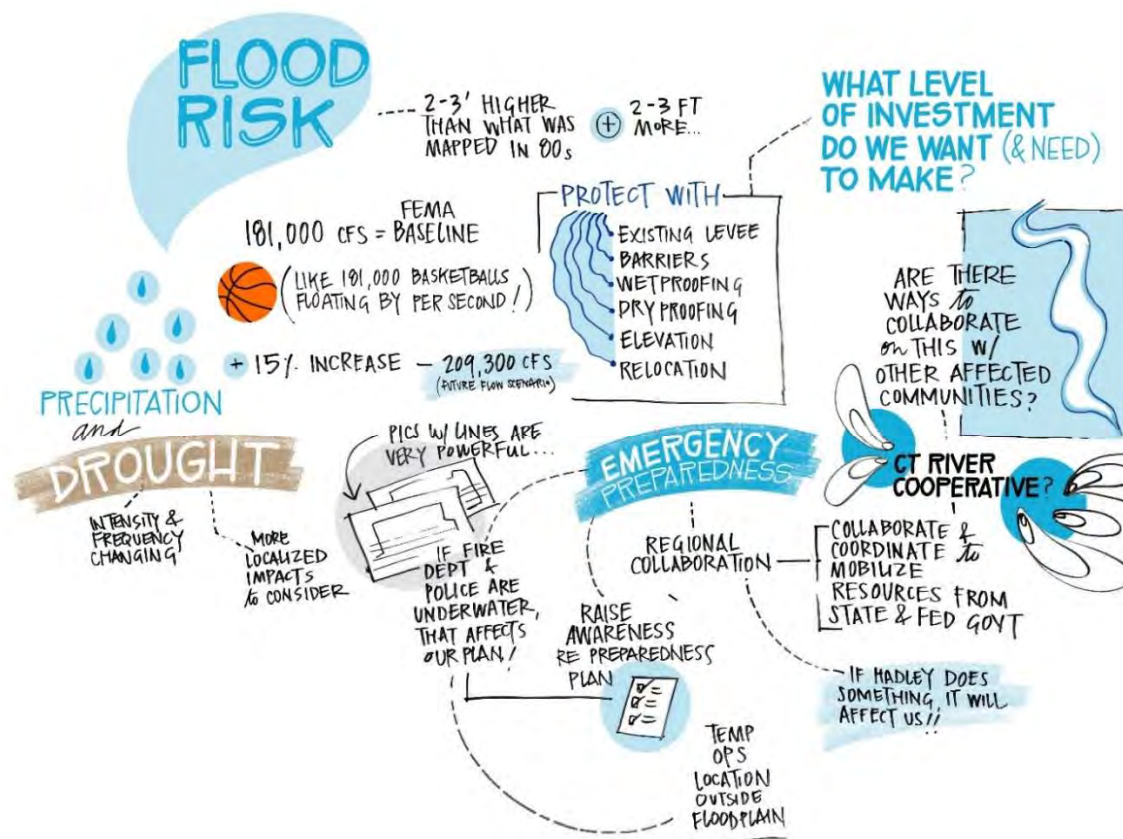 FLOOD
RISK
2-3' HIGHER
THAN WHAT WAS
MAPPED IN 80s
+
2-3 FT
MORE...
WHAT LEVEL
OF INVESTMENT
DO WE WANT (& NEED)
TO MAKE?
181,000 CFS = FEMA
BASELINE
(LIKE 181,000 BASKETBALLS
FLOATING BY PER SECOND!)
+ 15% INCREASE — 209,300 CFS
(FUTURE FLOW SCENARIO)
PROTECT WITH
EXISTING LEVEE
BARRIERS
WETPROOFING
DRYPROOFING
ELEVATION
RELOCATION
ARE THERE
WAYS to
COLLABORATE
on THIS W/
OTHER AFFECTED
COMMUNITIES?
PRECIPITATION
and
DROUGHT
INTENSITY &
FREQUENCY
CHANGING
MORE
LOCALIZED
IMPACTS
to CONSIDER
PICS W/ LINES ARE
VERY POWERFUL...
IF FIRE
DEPT &
POLICE ARE
UNDERWATER,
THAT AFFECTS
OUR PLAN!
EMERGENCY
PREPAREDNESS
REGIONAL
COLLABORATION
RAISE
AWARENESS
RE PREPAREDNESS
PLAN
TEMP
OPS
LOCATION
OUTSIDE
FLOODPLAIN
CT RIVER
COOPERATIVE?
COLLABORATE &
COORDINATE to
MOBILIZE
RESOURCES FROM
STATE & FED GOVT
IF HADLEY DOES
SOMETHING, IT WILL
AFFECT US!!